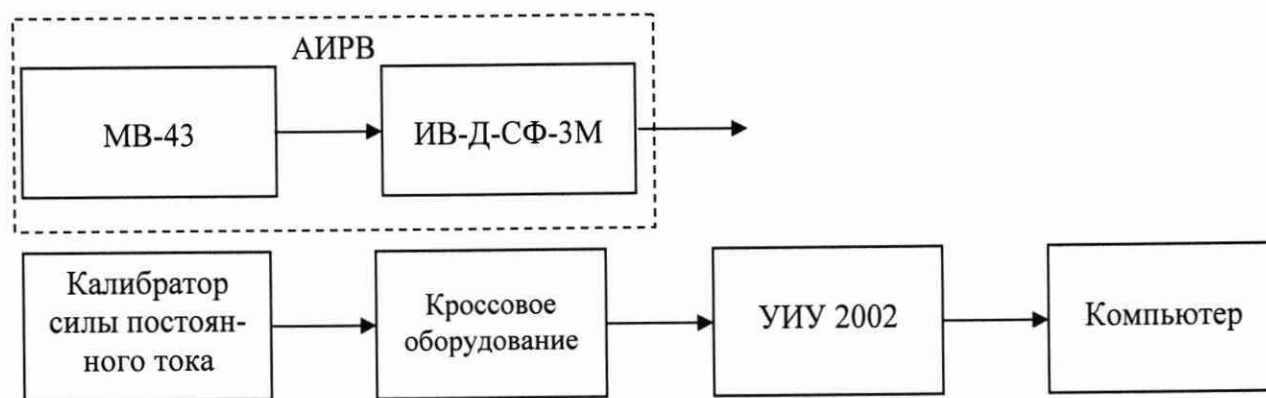 АИРВ
МВ-43
ИВ-Д-СФ-3М
Калибратор
силы постоян-
ного тока
Кроссовое
оборудование
УИУ 2002
Компьютер